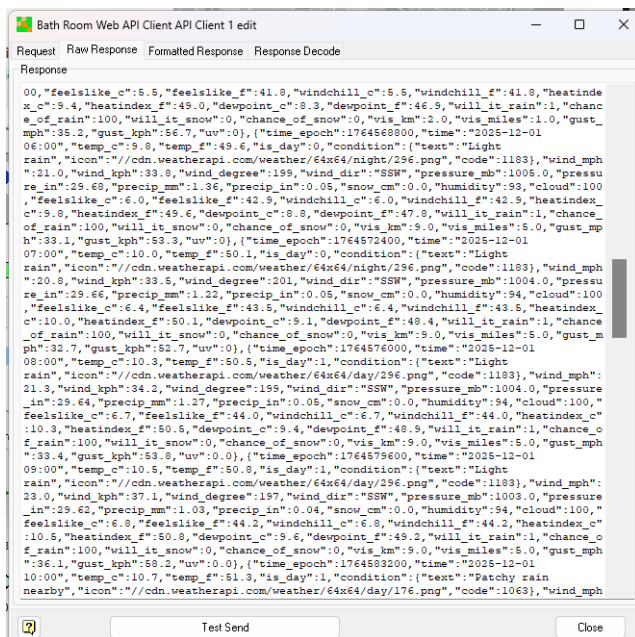 Bath Room Web API Client API Client 1 edit
Request Raw Response Formatted Response Response Decode
Response
00,"feelslike_c":5.5,"feelslike_f":41.8,"windchill_c":5.5,"windchill_f":41.8,"heatinde
x_c":9.4,"heatindex_f":49.0,"dewpoint_c":8.3,"dewpoint_f":46.9,"will_it_rain":1,"chanc
e_of_rain":100,"will_it_snow":0,"chance_of_snow":0,"vis_km":2.0,"vis_miles":1.0,"gust_
mph":35.2,"gust_kph":56.7,"uv":0},{"time_epoch":1764568800,"time":"2025-12-01
06:00","temp_c":9.8,"temp_f":49.6,"is_day":0,"condition":{"text":"Light
rain","icon":"//cdn.weatherapi.com/weather/64x64/night/296.png","code":1183},"wind_mph
":21.0,"wind_kph":33.8,"wind_degree":199,"wind_dir":"SSW","pressure_mb":1005.0,"pressu
re_in":29.68,"precip_mm":1.36,"precip_in":0.05,"snow_cm":0.0,"humidity":93,"cloud":100
,"feelslike_c":6.0,"feelslike_f":42.9,"windchill_c":6.0,"windchill_f":42.9,"heatindex_
c":9.8,"heatindex_f":49.6,"dewpoint_c":8.8,"dewpoint_f":47.8,"will_it_rain":1,"chance_
of_rain":100,"will_it_snow":0,"chance_of_snow":0,"vis_km":9.0,"vis_miles":5.0,"gust_mp
h":33.1,"gust_kph":53.3,"uv":0},{"time_epoch":1764572400,"time":"2025-12-01
07:00","temp_c":10.0,"temp_f":50.1,"is_day":0,"condition":{"text":"Light
rain","icon":"//cdn.weatherapi.com/weather/64x64/night/296.png","code":1183},"wind_mph
":20.8,"wind_kph":33.5,"wind_degree":201,"wind_dir":"SSW","pressure_mb":1004.0,"pressu
re_in":29.66,"precip_mm":1.22,"precip_in":0.05,"snow_cm":0.0,"humidity":94,"cloud":100
,"feelslike_c":6.4,"feelslike_f":43.5,"windchill_c":6.4,"windchill_f":43.5,"heatindex_
c":10.0,"heatindex_f":50.1,"dewpoint_c":9.1,"dewpoint_f":48.4,"will_it_rain":1,"chance
_of_rain":100,"will_it_snow":0,"chance_of_snow":0,"vis_km":9.0,"vis_miles":5.0,"gust_m
ph":32.7,"gust_kph":52.7,"uv":0},{"time_epoch":1764576000,"time":"2025-12-01
08:00","temp_c":10.3,"temp_f":50.5,"is_day":1,"condition":{"text":"Light
rain","icon":"//cdn.weatherapi.com/weather/64x64/day/296.png","code":1183},"wind_mph":
21.3,"wind_kph":34.2,"wind_degree":199,"wind_dir":"SSW","pressure_mb":1004.0,"pressure
_in":29.64,"precip_mm":1.27,"precip_in":0.05,"snow_cm":0.0,"humidity":94,"cloud":100,"
feelslike_c":6.7,"feelslike_f":44.0,"windchill_c":6.7,"windchill_f":44.0,"heatindex_c"
:10.3,"heatindex_f":50.5,"dewpoint_c":9.4,"dewpoint_f":48.9,"will_it_rain":1,"chance_o
f_rain":100,"will_it_snow":0,"chance_of_snow":0,"vis_km":9.0,"vis_miles":5.0,"gust_mph
":33.4,"gust_kph":53.8,"uv":0.0},{"time_epoch":1764579600,"time":"2025-12-01
09:00","temp_c":10.5,"temp_f":50.8,"is_day":1,"condition":{"text":"Light
rain","icon":"//cdn.weatherapi.com/weather/64x64/day/296.png","code":1183},"wind_mph":
23.0,"wind_kph":37.1,"wind_degree":197,"wind_dir":"SSW","pressure_mb":1003.0,"pressure
_in":29.62,"precip_mm":1.03,"precip_in":0.04,"snow_cm":0.0,"humidity":94,"cloud":100,"
feelslike_c":6.8,"feelslike_f":44.2,"windchill_c":6.8,"windchill_f":44.2,"heatindex_c"
:10.5,"heatindex_f":50.8,"dewpoint_c":9.6,"dewpoint_f":49.2,"will_it_rain":1,"chance_o
f_rain":100,"will_it_snow":0,"chance_of_snow":0,"vis_km":9.0,"vis_miles":5.0,"gust_mph
":36.1,"gust_kph":58.2,"uv":0.0},{"time_epoch":1764583200,"time":"2025-12-01
10:00","temp_c":10.7,"temp_f":51.3,"is_day":1,"condition":{"text":"Patchy rain
nearby","icon":"//cdn.weatherapi.com/weather/64x64/day/176.png","code":1063},"wind_mph
Test Send
Close